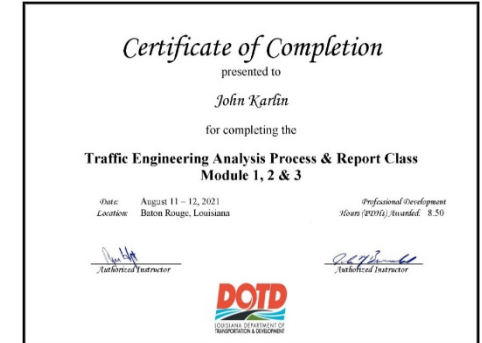 Certificate of Completion
presented to
John Karlin
for completing the
Traffic Engineering Analysis Process & Report Class
Module 1, 2 & 3
Date: August 11 – 12, 2021
Location: Baton Rouge, Louisiana
Professional Development
Hours (PDHs) Awarded: 8.50
Authorized Instructor
Authorized Instructor
DOTD
LOUISIANA DEPARTMENT OF
TRANSPORTATION & DEVELOPMENT